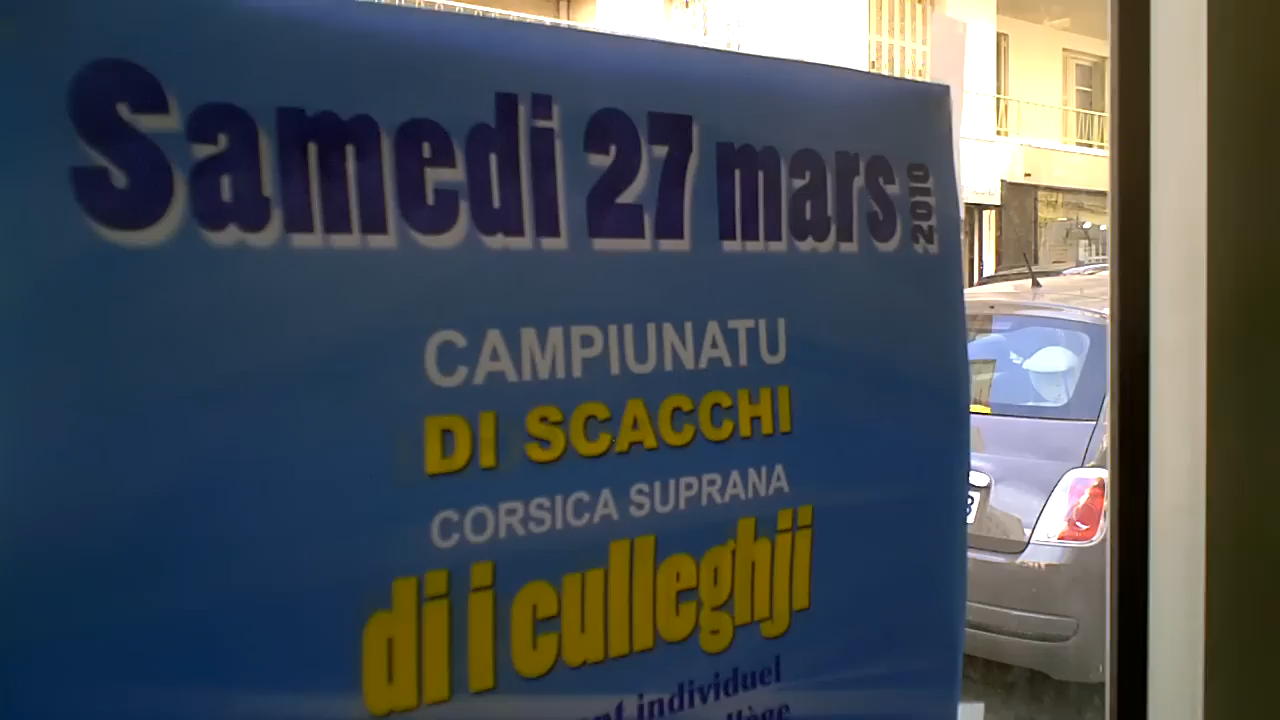 Samedi 27 mars 2010
CAMPIUNATU
DI SCACCHI
CORSICA SUPRANA
di i culleghji
individuel